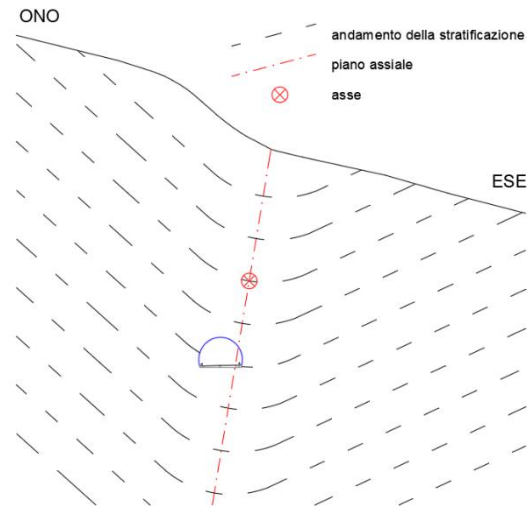 ONO
andamento della stratificazione
piano assiale
asse
ESE